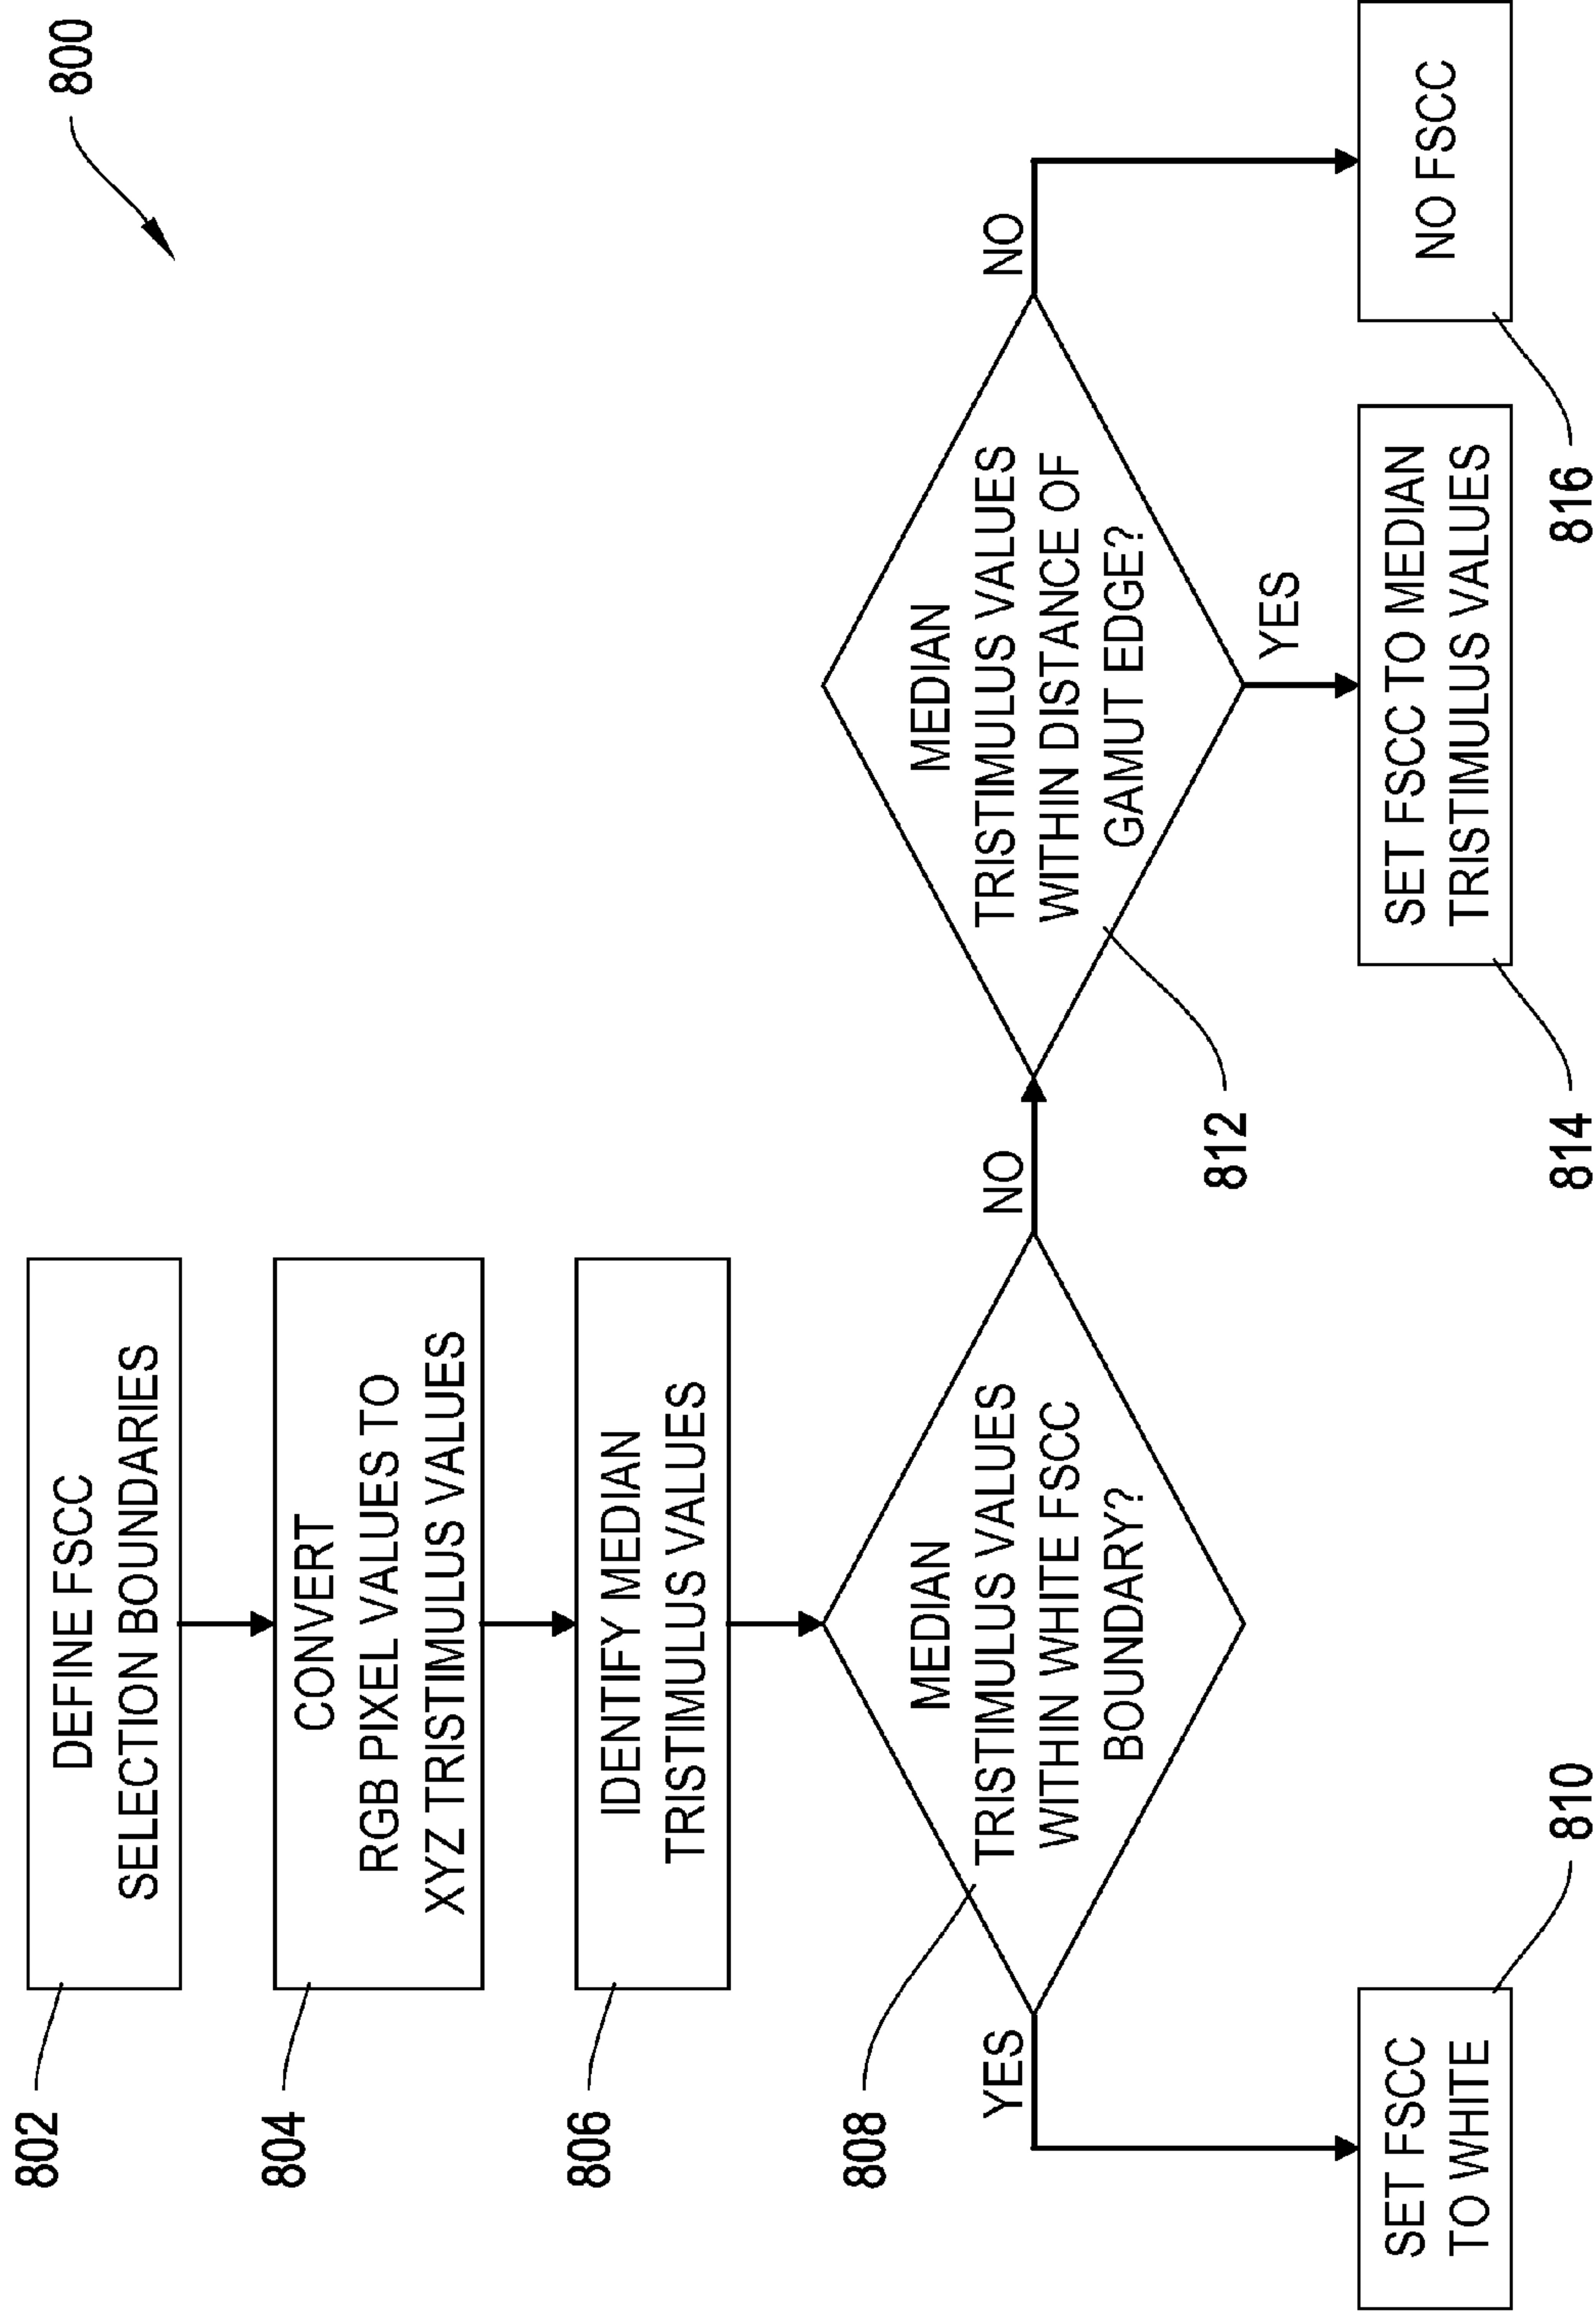 800
802
DEFINE FSCC
SELECTION BOUNDARIES
804
CONVERT
RGB PIXEL VALUES TO
XYZ TRISTIMULUS VALUES
806
IDENTIFY MEDIAN
TRISTIMULUS VALUES
808
MEDIAN
TRISTIMULUS VALUES
WITHIN WHITE FSCC
BOUNDARY?
YES
NO
810
SET FSCC
TO WHITE
812
MEDIAN
TRISTIMULUS VALUES
WITHIN DISTANCE OF
GAMUT EDGE?
YES
NO
814
SET FSCC TO MEDIAN
TRISTIMULUS VALUES
816
NO FSCC